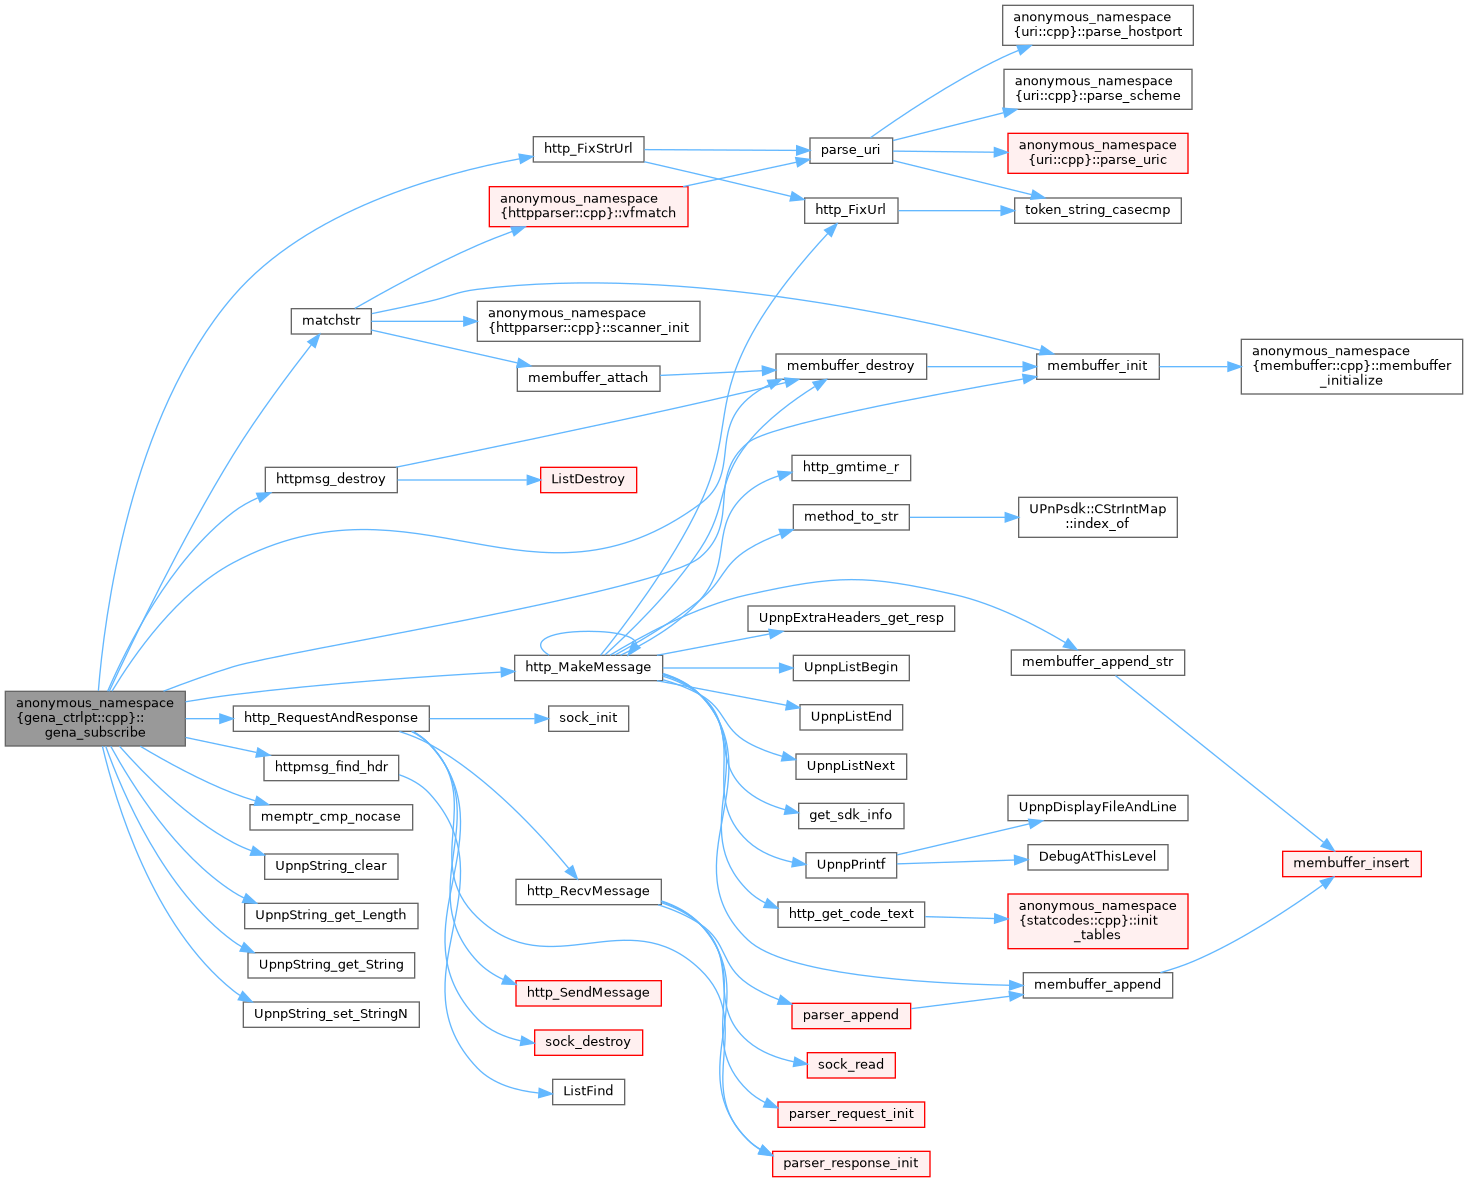 anonymous_namespace
{gena_ctrlpt::cpp}::
gena_subscribe
http_FixStrUrl
anonymous_namespace
{httpparser::cpp}::vfmatch
matchstr
anonymous_namespace
{httpparser::cpp}::scanner_init
membuffer_attach
httpmsg_destroy
ListDestroy
http_MakeMessage
http_RequestAndResponse
sock_init
httpmsg_find_hdr
memptr_cmp_nocase
UpnpString_clear
UpnpString_get_Length
UpnpString_get_String
UpnpString_set_StringN
http_RecvMessage
http_SendMessage
sock_destroy
ListFind
parse_uri
http_FixUrl
anonymous_namespace
{uri::cpp}::parse_hostport
anonymous_namespace
{uri::cpp}::parse_scheme
anonymous_namespace
{uri::cpp}::parse_uric
token_string_casecmp
membuffer_destroy
membuffer_init
anonymous_namespace
{membuffer::cpp}::membuffer
_initialize
http_gmtime_r
method_to_str
UPnPsdk::CStrIntMap
::index_of
UpnpExtraHeaders_get_resp
UpnpListBegin
UpnpListEnd
UpnpListNext
get_sdk_info
UpnpPrintf
http_get_code_text
membuffer_append_str
UpnpDisplayFileAndLine
DebugAtThisLevel
anonymous_namespace
{statcodes::cpp}::init
_tables
membuffer_append
membuffer_insert
parser_append
sock_read
parser_request_init
parser_response_init